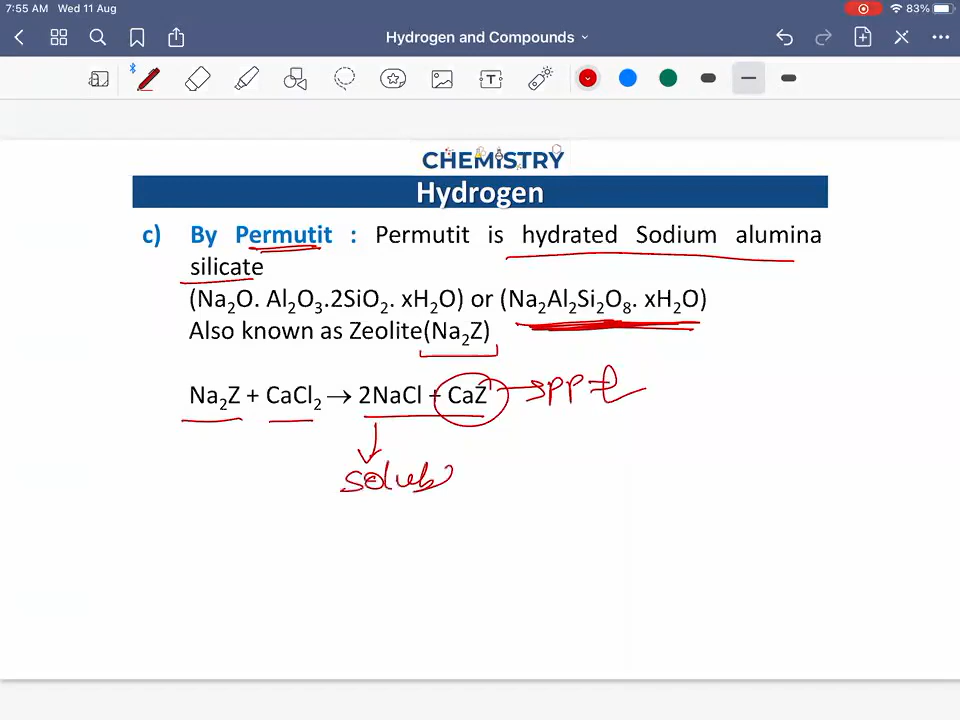 7:55 AM Wed 11 Aug
83%
Hydrogen and Compounds
CHEMISTRY
Hydrogen
c) By Permutit : Permutit is hydrated Sodium alumina
silicate
(Na₂O. Al₂O₃.2SiO₂. xH₂O) or (Na₂Al₂Si₂O₈. xH₂O)
Also known as Zeolite(Na₂Z)
Na₂Z + CaCl₂ → 2NaCl + CaZ → ppt